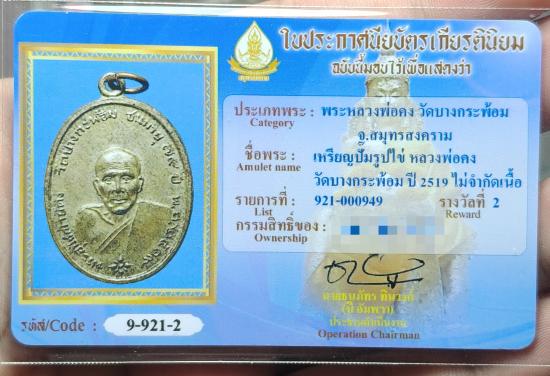 ใบประกาศนียบัตรเกียรตินิยม
ฉบับนี้มอบไว้เพื่อแสดงว่า
ประเภทพระ : พระหลวงพ่อคง วัดบางกระพ้อม
Category
จ.สมุทรสงคราม
ชื่อพระ : เหรียญปั๊มรูปไข่ หลวงพ่อคง
Amulet name
วัดบางกระพ้อม ปี 2519 ไม่จำกัดเนื้อ
รายการที่ : 921-000949 รางวัลที่ 2
List Reward
กรรมสิทธิ์ของ :
Ownership
ประธานดำเนินงาน
Operation Chairman
รหัส/Code : 9-921-2